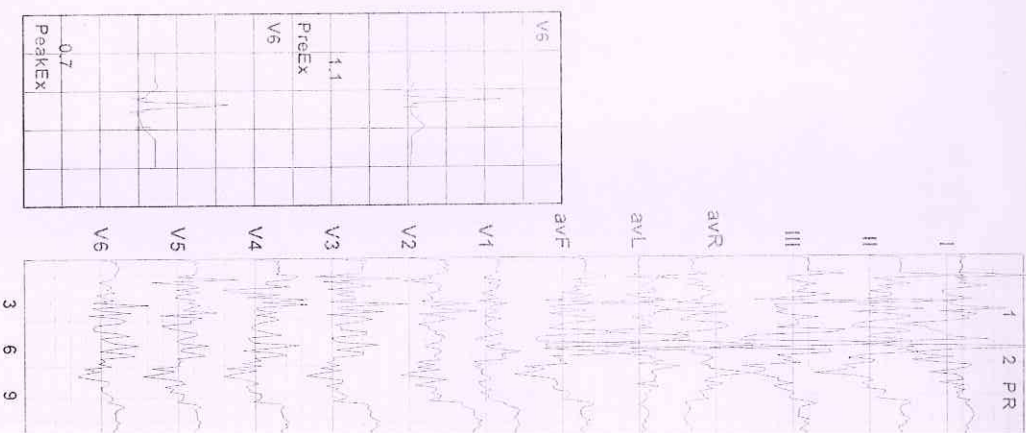 V6
1.1
PreEx
V6
0.7
PeakEx
1 2 PR
I
II
III
avR
avL
avF
V1
V2
V3
V4
V5
V6
3 6 9